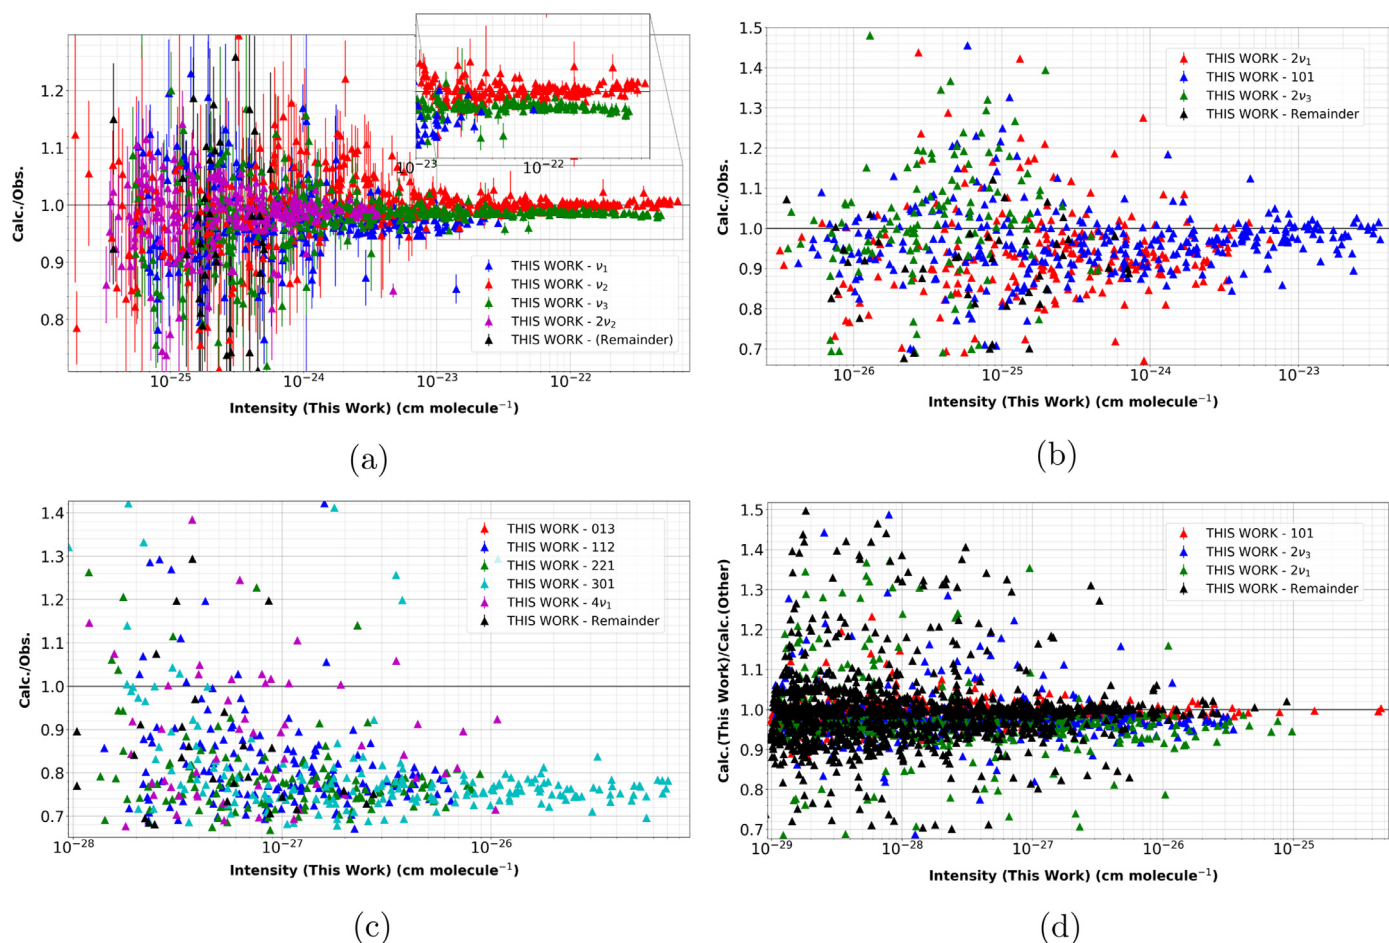 1.2
1.1
1.0
0.9
0.8
Calc./Obs.
10⁻²³
10⁻²²
THIS WORK - ν₁
THIS WORK - ν₂
THIS WORK - ν₃
THIS WORK - 2ν₂
THIS WORK - (Remainder)
10⁻²⁵
10⁻²⁴
10⁻²³
10⁻²²
Intensity (This Work) (cm molecule⁻¹)
(a)
1.5
1.4
1.3
1.2
1.1
1.0
0.9
0.8
0.7
Calc./Obs.
THIS WORK - 2ν₁
THIS WORK - 101
THIS WORK - 2ν₃
THIS WORK - Remainder
10⁻²⁶
10⁻²⁵
10⁻²⁴
10⁻²³
Intensity (This Work) (cm molecule⁻¹)
(b)
1.4
1.3
1.2
1.1
1.0
0.9
0.8
0.7
Calc./Obs.
THIS WORK - 013
THIS WORK - 112
THIS WORK - 221
THIS WORK - 301
THIS WORK - 4ν₁
THIS WORK - Remainder
10⁻²⁸
10⁻²⁷
10⁻²⁶
Intensity (This Work) (cm molecule⁻¹)
(c)
1.5
1.4
1.3
1.2
1.1
1.0
0.9
0.8
0.7
Calc.(This Work)/Calc.(Other)
THIS WORK - 101
THIS WORK - 2ν₃
THIS WORK - 2ν₁
THIS WORK - Remainder
10⁻²⁹
10⁻²⁸
10⁻²⁷
10⁻²⁶
10⁻²⁵
Intensity (This Work) (cm molecule⁻¹)
(d)